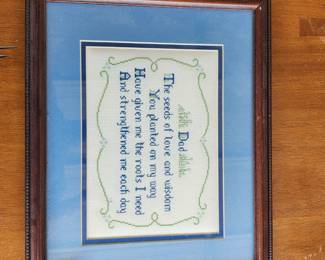 Dad
The seeds of love and wisdom
You planted on my way
Have given me the roots I need
And strengthened me each day